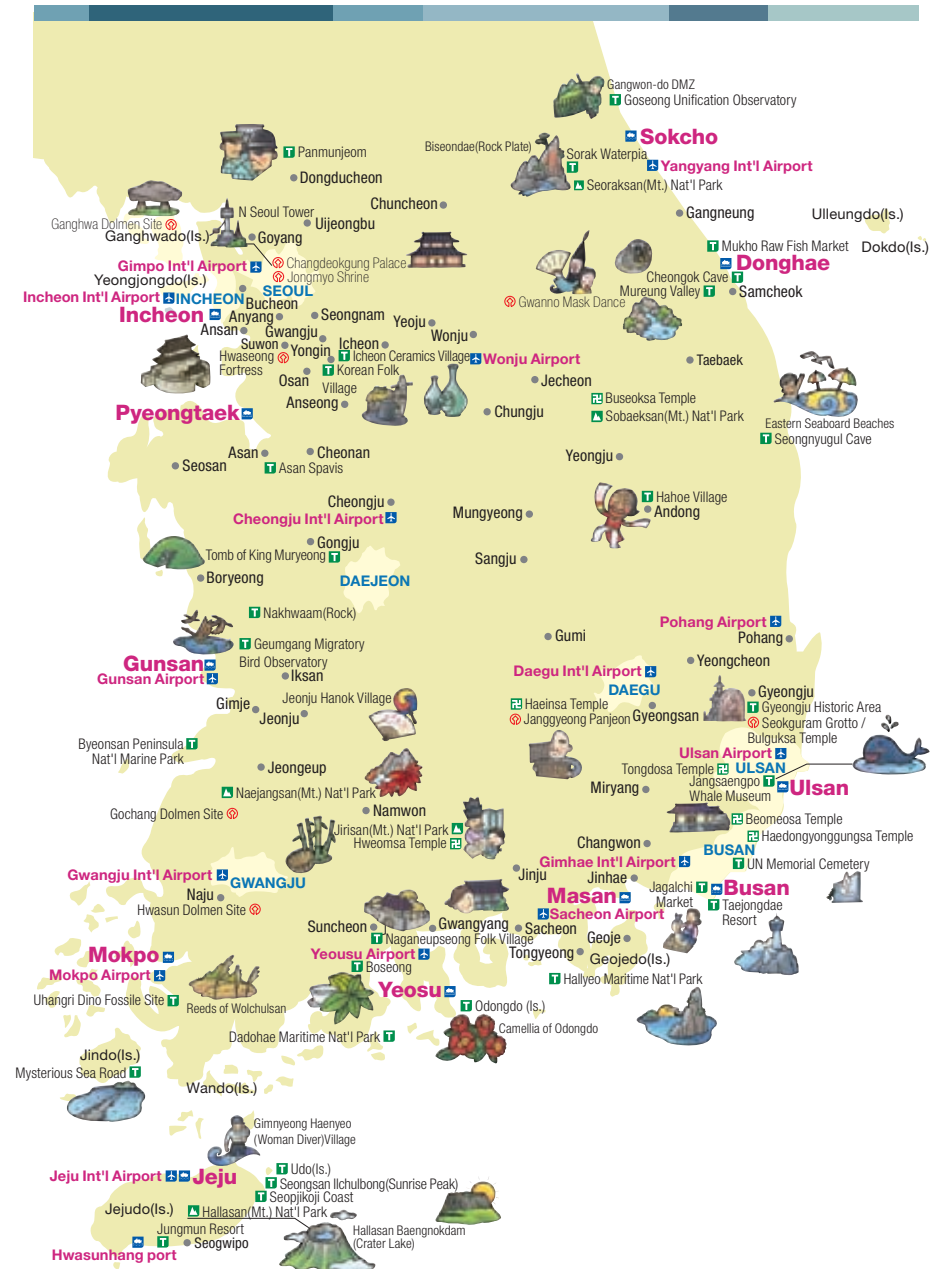 Gangwon-do DMZ
Goseong Unification Observatory
Sokcho
Biseondae(Rock Plate)
Sorak Waterpia
Yangyang Int'l Airport
Seoraksan(Mt.) Nat'l Park
Panmunjeom
Dongducheon
Chuncheon
Gangneung
Ulleungdo(Is.)
Dokdo(Is.)
Ganghwa Dolmen Site
N Seoul Tower
Uijeongbu
Ganghwado(Is.)
Goyang
Mukho Raw Fish Market
Donghae
Gimpo Int'l Airport
Changdeokgung Palace
Jongmyo Shrine
Cheongok Cave
Yeongjongdo(Is.)
Mureung Valley
Samcheok
SEOUL
Incheon Int'l Airport
INCHEON
Bucheon
Gwanno Mask Dance
Incheon
Anyang
Seongnam
Yeoju
Ansan
Gwangju
Wonju
Suwon
Yongin
Icheon
Hwaseong
Fortress
Icheon Ceramics Village
Wonju Airport
Taebaek
Osan
Korean Folk
Village
Jecheon
Anseong
Buseoksa Temple
Chungju
Sobaeksan(Mt.) Nat'l Park
Pyeongtaek
Eastern Seaboard Beaches
Seongnyugul Cave
Asan
Cheonan
Yeongju
Seosan
Asan Spavis
Cheongju
Hahoe Village
Andong
Cheongju Int'l Airport
Mungyeong
Gongju
Tomb of King Muryeong
Sangju
Boryeong
DAEJEON
Nakhwaam(Rock)
Pohang Airport
Gumi
Pohang
Geumgang Migratory
Bird Observatory
Gunsan
Gunsan Airport
Yeongcheon
Daegu Int'l Airport
Iksan
DAEGU
Gyeongju
Jeonju Hanok Village
Gimje
Haeinsa Temple
Gyeongju Historic Area
Jeonju
Janggyeong Panjeon
Gyeongsan
Seokguram Grotto /
Bulguksa Temple
Byeonsan Peninsula
Nat'l Marine Park
Ulsan Airport
Jeongeup
Tongdosa Temple
ULSAN
Jangsaengpo
Whale Museum
Ulsan
Naejangsan(Mt.) Nat'l Park
Miryang
Gochang Dolmen Site
Namwon
Beomeosa Temple
Jirisan(Mt.) Nat'l Park
Hweomsa Temple
Haedongyonggungsa Temple
Changwon
BUSAN
Gimhae Int'l Airport
UN Memorial Cemetery
Gwangju Int'l Airport
GWANGJU
Jinju
Jinhae
Naju
Masan
Jagalchi
Market
Busan
Hwasun Dolmen Site
Sacheon Airport
Taejongdae
Resort
Suncheon
Gwangyang
Sacheon
Naganeupseong Folk Village
Geoje
Mokpo
Yeousu Airport
Tongyeong
Geojedo(Is.)
Mokpo Airport
Boseong
Hallyeo Maritime Nat'l Park
Yeosu
Uhangri Dino Fossile Site
Reeds of Wolchulsan
Odongdo (Is.)
Camellia of Odongdo
Dadohae Maritime Nat'l Park
Jindo(Is.)
Mysterious Sea Road
Wando(Is.)
Gimnyeong Haenyeo
(Woman Diver)Village
Jeju Int'l Airport
Jeju
Udo(Is.)
Seongsan Ilchulbong(Sunrise Peak)
Seopjikoji Coast
Jejudo(Is.)
Hallasan(Mt.) Nat'l Park
Jungmun Resort
Hallasan Baengnokdam
(Crater Lake)
Seogwipo
Hwasunhang port